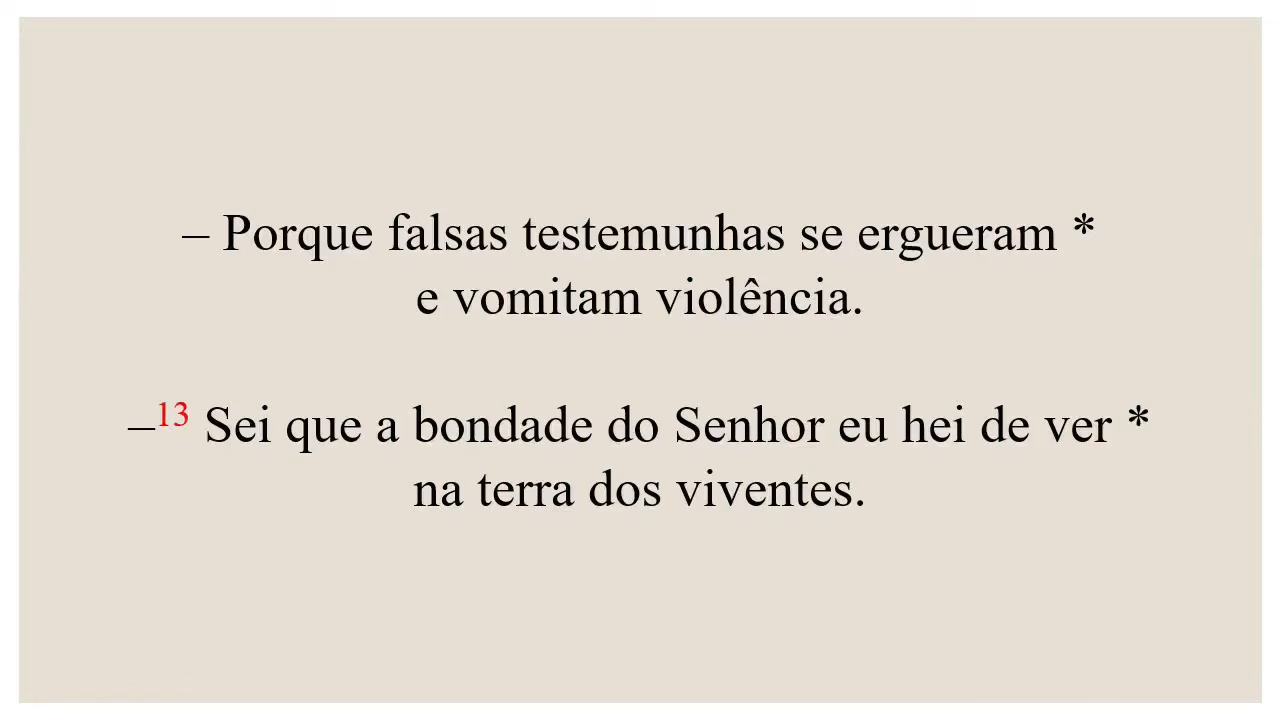 – Porque falsas testemunhas se ergueram *
e vomitam violência.
–13 Sei que a bondade do Senhor eu hei de ver *
na terra dos viventes.